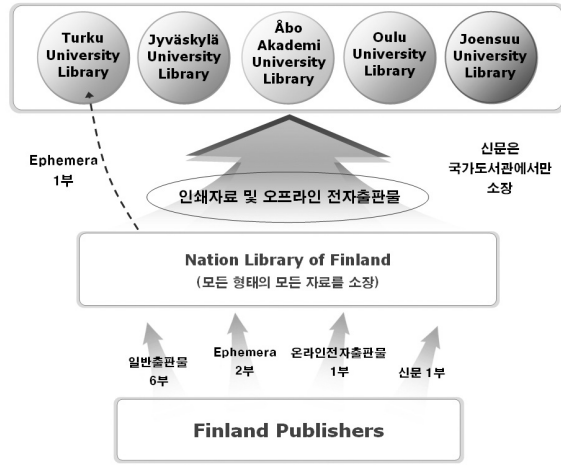 Turku
University
Library
Jyväskylä
University
Library
Åbo
Akademi
University
Library
Oulu
University
Library
Joensuu
University
Library
Ephemera
1부
신문은
국가도서관에서만
소장
인쇄자료 및 오프라인 전자출판물
Nation Library of Finland
(모든 형태의 모든 자료를 소장)
일반출판물
6부
Ephemera
2부
온라인전자출판물
1부
신문 1부
Finland Publishers